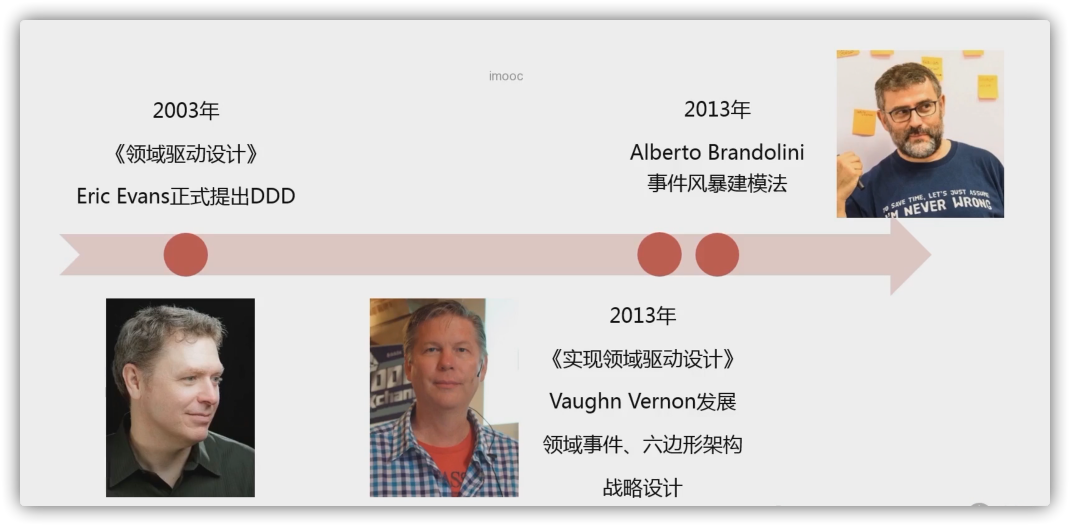 imooc
2003年
《领域驱动设计》
Eric Evans正式提出DDD
2013年
Alberto Brandolini
事件风暴建模法
TO SAVE TIME, LET'S JUST ASSUME
I'M NEVER WRONG
2013年
《实现领域驱动设计》
Vaughn Vernon发展
领域事件、六边形架构
战略设计